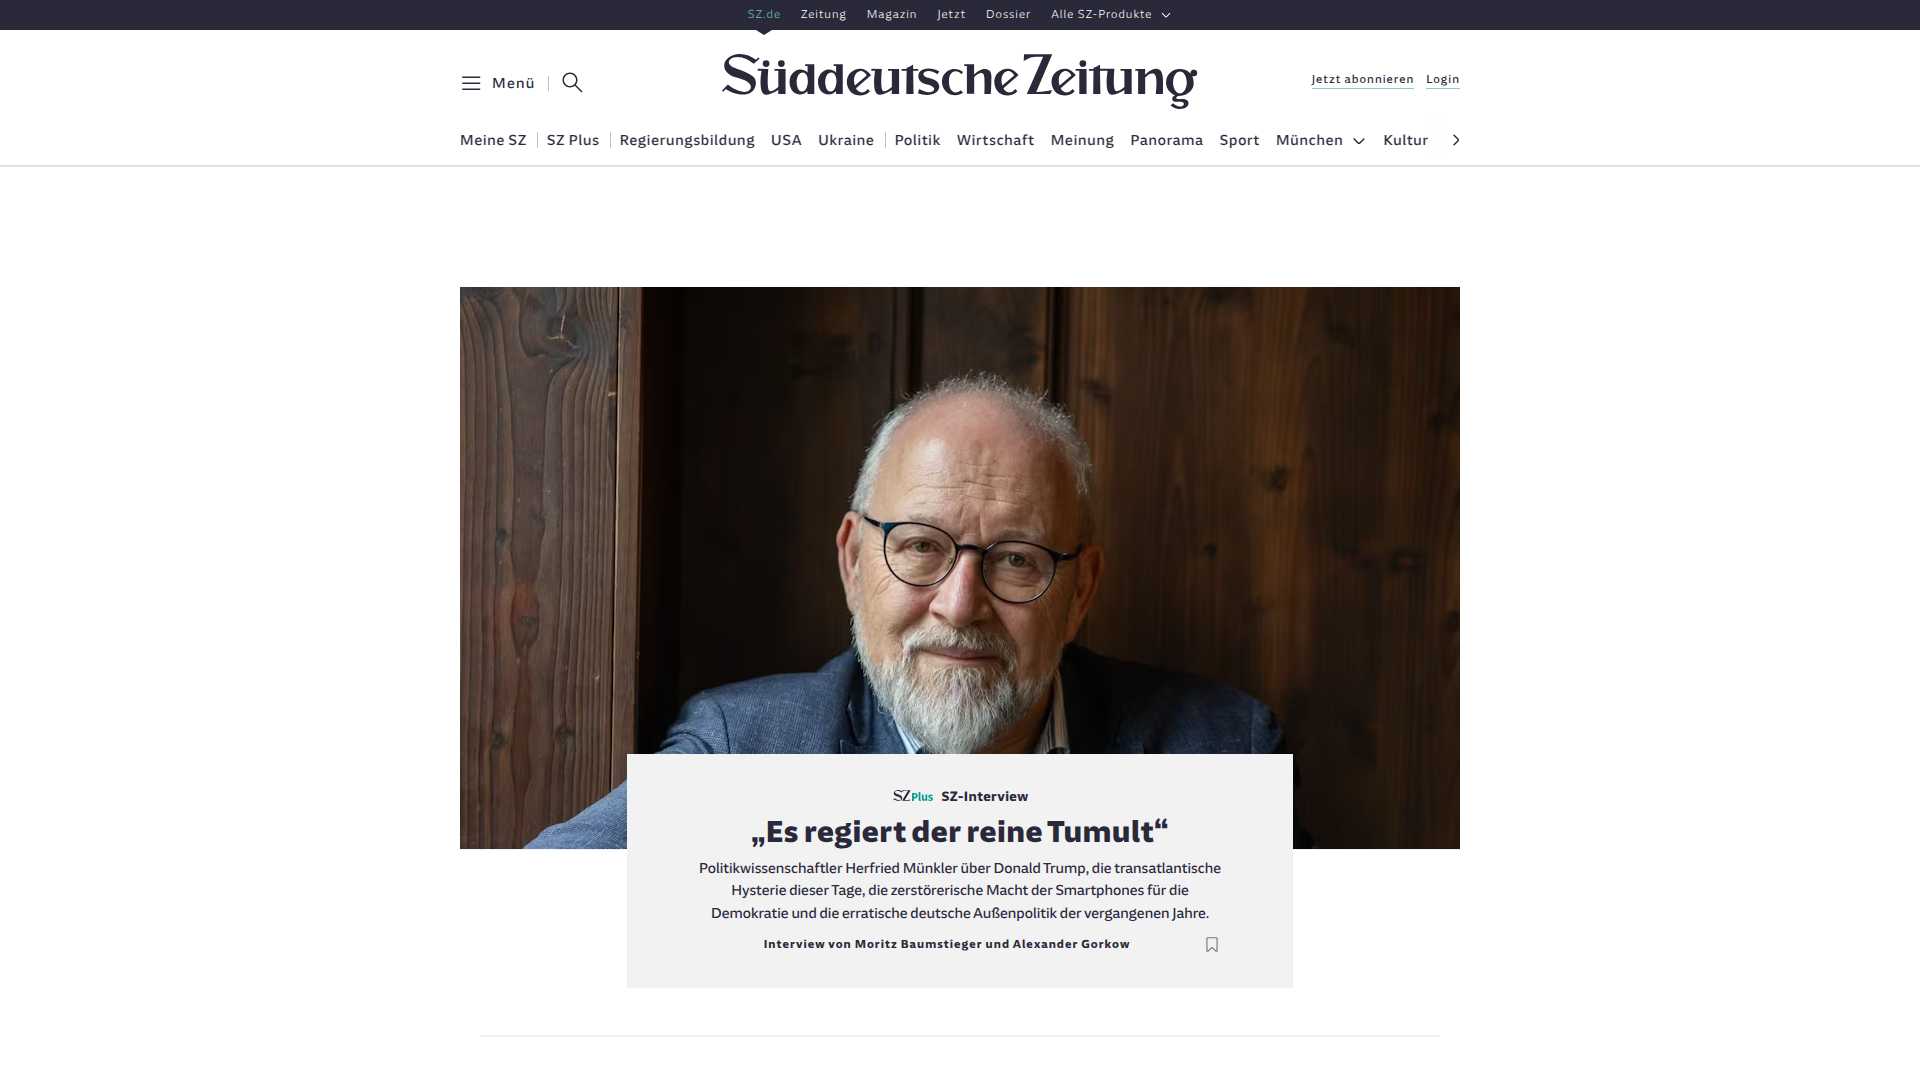 SZ.de Zeitung Magazin Jetzt Dossier Alle SZ-Produkte
Menü
Süddeutsche Zeitung
Jetzt abonnieren Login
Meine SZ SZ Plus Regierungsbildung USA Ukraine Politik Wirtschaft Meinung Panorama Sport München Kultur
SZ Plus SZ-Interview
„Es regiert der reine Tumult“
Politikwissenschaftler Herfried Münkler über Donald Trump, die transatlantische
Hysterie dieser Tage, die zerstörerische Macht der Smartphones für die
Demokratie und die erratische deutsche Außenpolitik der vergangenen Jahre.
Interview von Moritz Baumstieger und Alexander Gorkow